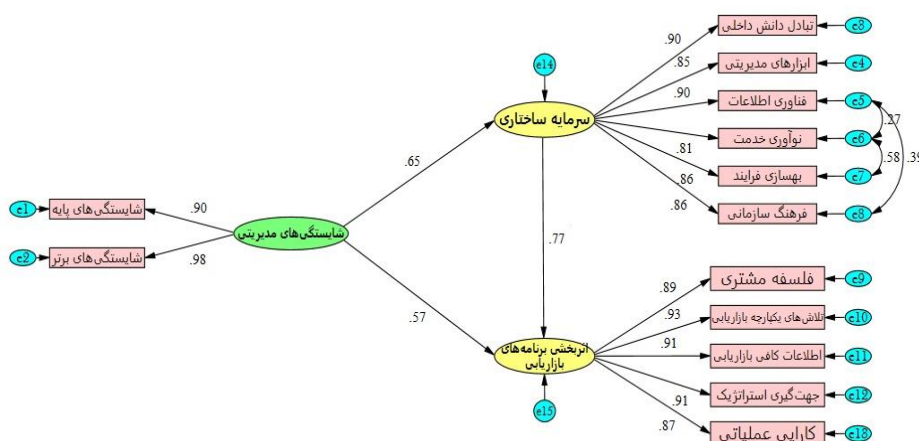 تبادل دانش داخلی
e3
.90
ابزارهای مدیریتی
e4
.85
e14
فناوری اطلاعات
e5
.90
سرمایه ساختاری
نوآوری خدمت
e6
.27
.81
بهسازی فرایند
e7
.58
.39
.65
.86
فرهنگ سازمانی
e8
.86
شایستگی‌های پایه
e1
.90
شایستگی‌های مدیریتی
شایستگی‌های برتر
e2
.98
.77
فلسفه مشتری
e9
.89
.57
تلاش‌های یکپارچه بازاریابی
e10
.93
اثربخشی برنامه‌های
بازاریابی
اطلاعات کافی بازاریابی
e11
.91
جهت‌گیری استراتژیک
e12
.91
e15
کارایی عملیاتی
e13
.87